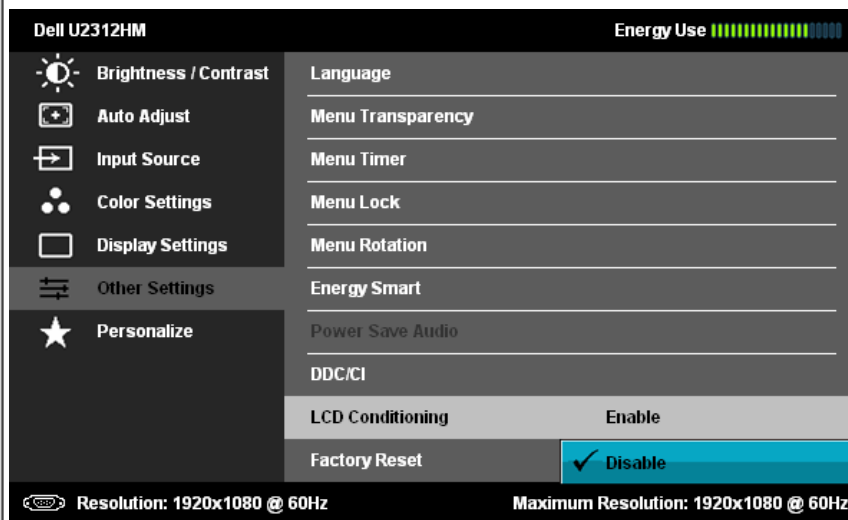 Dell U2312HM Energy Use
Brightness / Contrast Language
Auto Adjust Menu Transparency
Input Source Menu Timer
Color Settings Menu Lock
Display Settings Menu Rotation
Other Settings Energy Smart
Personalize Power Save Audio
DDC/CI
LCD Conditioning Enable
Factory Reset Disable
Resolution: 1920x1080 @ 60Hz Maximum Resolution: 1920x1080 @ 60Hz